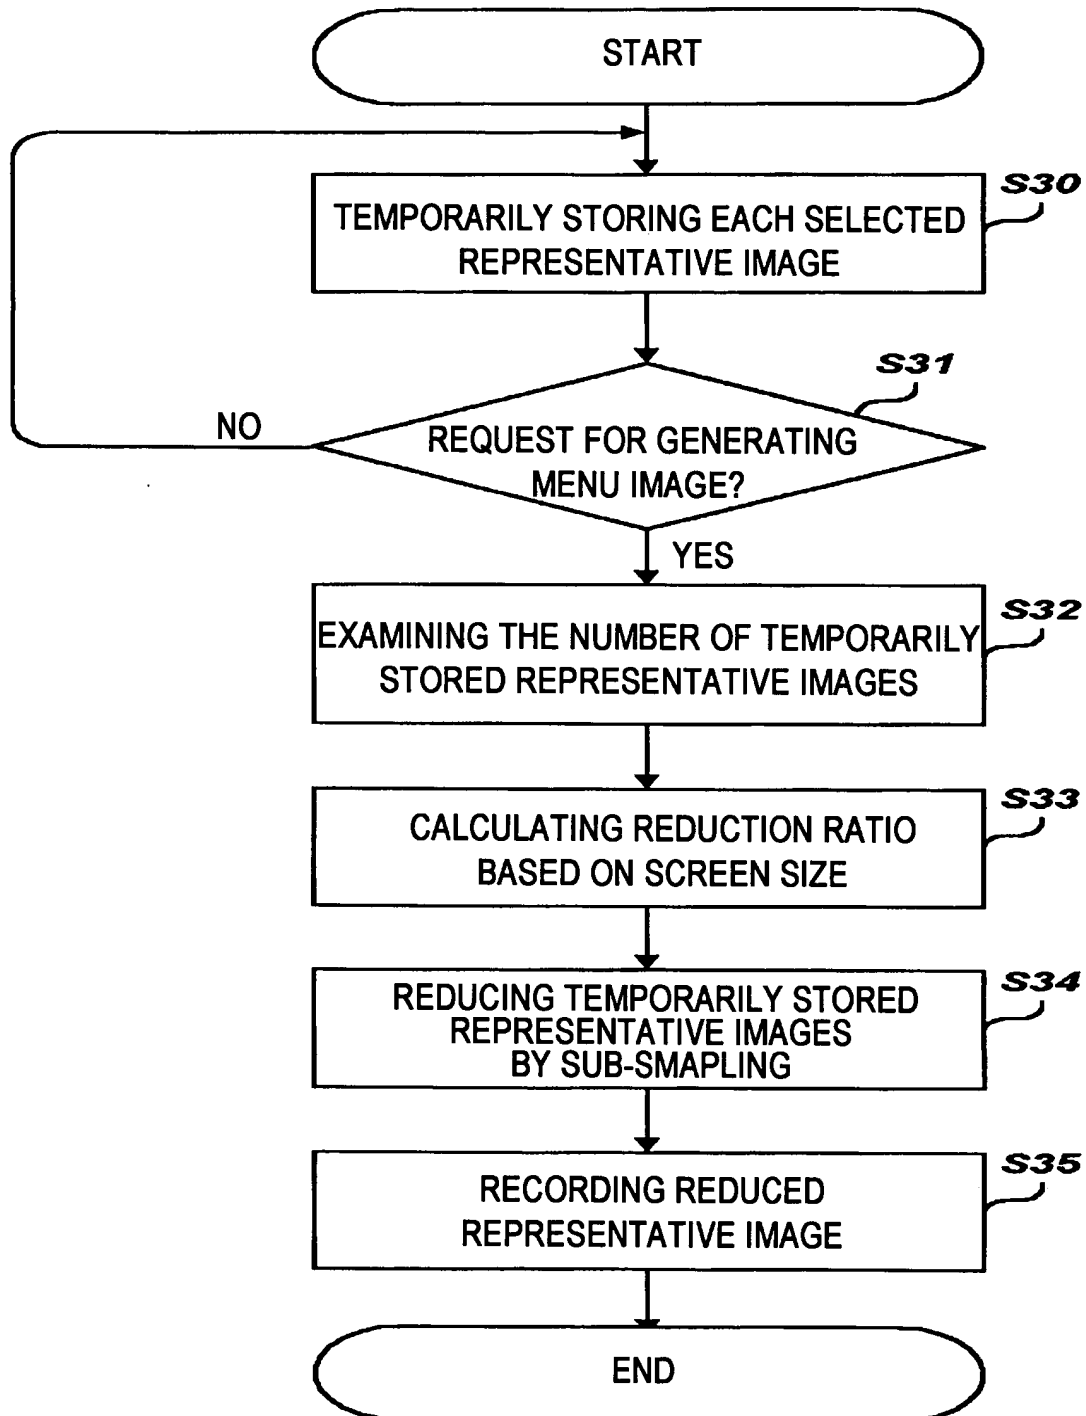 START
S30
TEMPORARILY STORING EACH SELECTED
REPRESENTATIVE IMAGE
S31
NO
REQUEST FOR GENERATING
MENU IMAGE?
YES
S32
EXAMINING THE NUMBER OF TEMPORARILY
STORED REPRESENTATIVE IMAGES
S33
CALCULATING REDUCTION RATIO
BASED ON SCREEN SIZE
S34
REDUCING TEMPORARILY STORED
REPRESENTATIVE IMAGES
BY SUB-SMAPLING
S35
RECORDING REDUCED
REPRESENTATIVE IMAGE
END